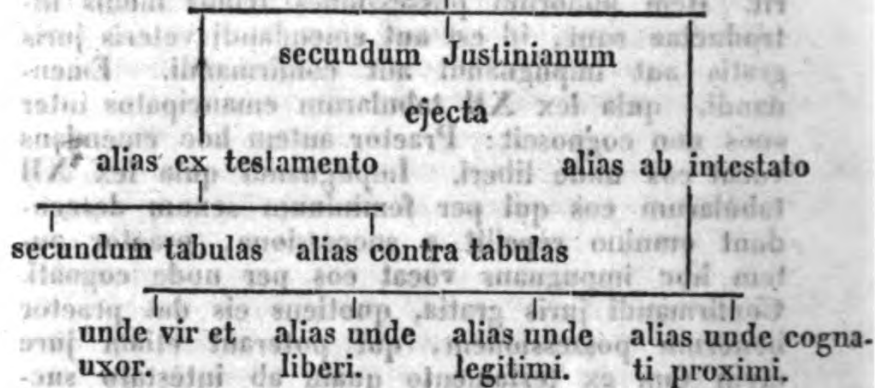 secundum Justinianum
ejecta
alias ex testamento alias ab intestato
secundum tabulas alias contra tabulas
unde vir et alias unde alias unde alias unde cogna-
uxor. liberi. legitimi. ti proximi.